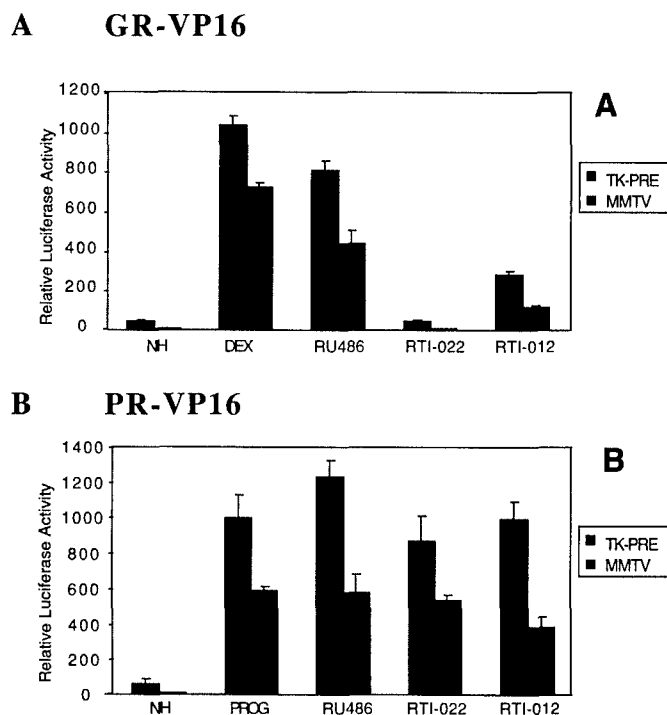 A GR-VP16
A
1200
1000
800
600
400
200
0
Relative Luciferase Activity
TK-PRE
MMTV
NH DEX RU486 RTI-022 RTI-012
B PR-VP16
B
1400
1200
1000
800
600
400
200
0
Relative Luciferase Activity
TK-PRE
MMTV
NH PROG RU486 RTI-022 RTI-012